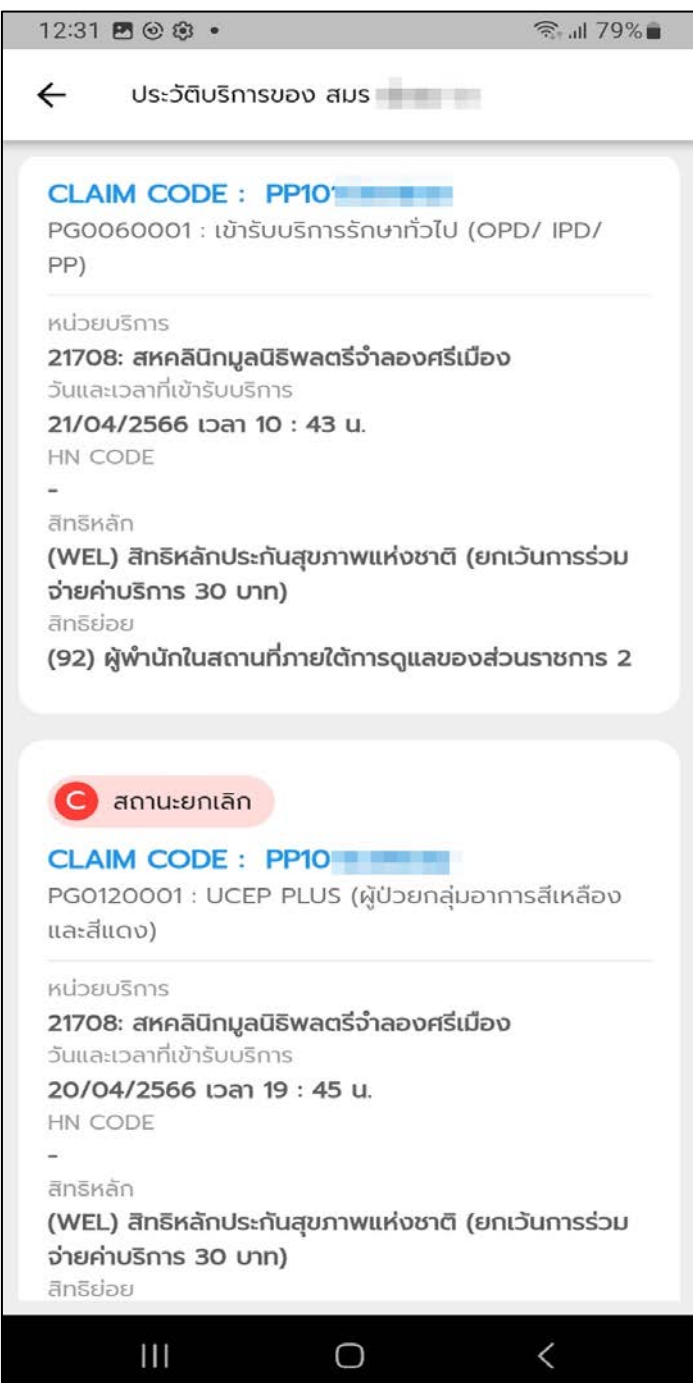 12:31
79%
ประวัติบริการของ สมร
CLAIM CODE : PP10
PG0060001 : เข้ารับบริการรักษาทั่วไป (OPD/ IPD/
PP)
หน่วยบริการ
21708: สหคลินิกมูลนิธิพลตรีจำลองศรีเมือง
วันและเวลาที่เข้ารับบริการ
21/04/2566 เวลา 10 : 43 น.
HN CODE
-
สิทธิหลัก
(WEL) สิทธิหลักประกันสุขภาพแห่งชาติ (ยกเว้นการร่วม
จ่ายค่าบริการ 30 บาท)
สิทธิย่อย
(92) ผู้พำนักในสถานที่ภายใต้การดูแลของส่วนราชการ 2
C สถานะยกเลิก
CLAIM CODE : PP10
PG0120001 : UCEP PLUS (ผู้ป่วยกลุ่มอาการสีเหลือง
และสีแดง)
หน่วยบริการ
21708: สหคลินิกมูลนิธิพลตรีจำลองศรีเมือง
วันและเวลาที่เข้ารับบริการ
20/04/2566 เวลา 19 : 45 น.
HN CODE
-
สิทธิหลัก
(WEL) สิทธิหลักประกันสุขภาพแห่งชาติ (ยกเว้นการร่วม
จ่ายค่าบริการ 30 บาท)
สิทธิย่อย